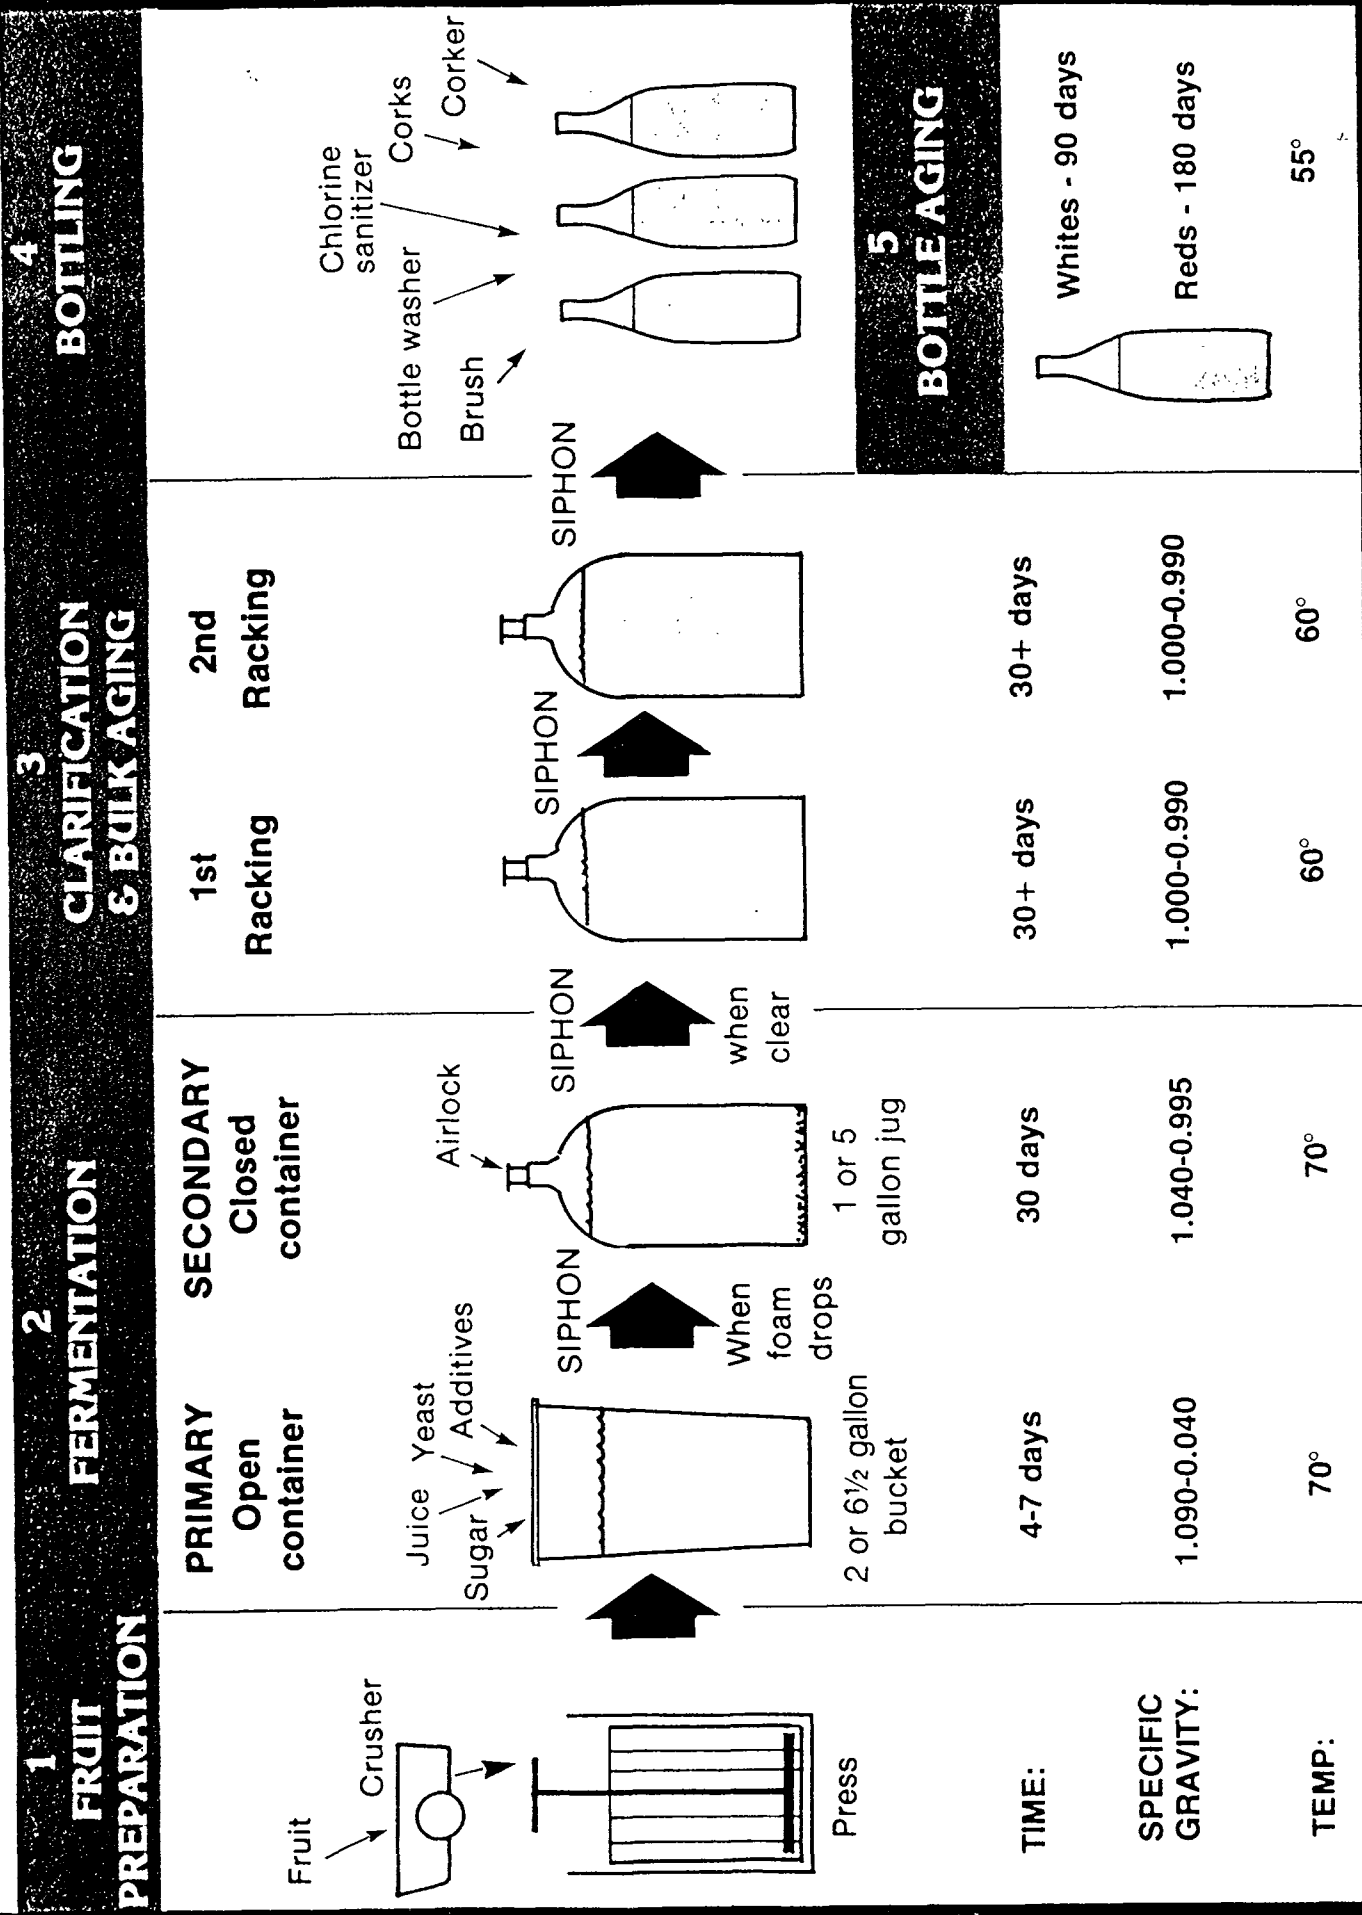 1
FRUIT
PREPARATION
Fruit
Crusher
Press
2
FERMENTATION
PRIMARY
Open
container
Juice
Yeast
Sugar
Additives
2 or 6½ gallon
bucket
SIPHON
When
foam
drops
SECONDARY
Closed
container
Airlock
1 or 5
gallon jug
SIPHON
when
clear
3
CLARIFICATION
& BULK AGING
1st
Racking
SIPHON
2nd
Racking
SIPHON
4
BOTTLING
Brush
Bottle washer
Chlorine
sanitizer
Corks
Corker
5
BOTTLE AGING
Whites - 90 days
Reds - 180 days
55°
TIME:
4-7 days
30 days
30+ days
30+ days
SPECIFIC
GRAVITY:
1.090-0.040
1.040-0.995
1.000-0.990
1.000-0.990
TEMP:
70°
70°
60°
60°